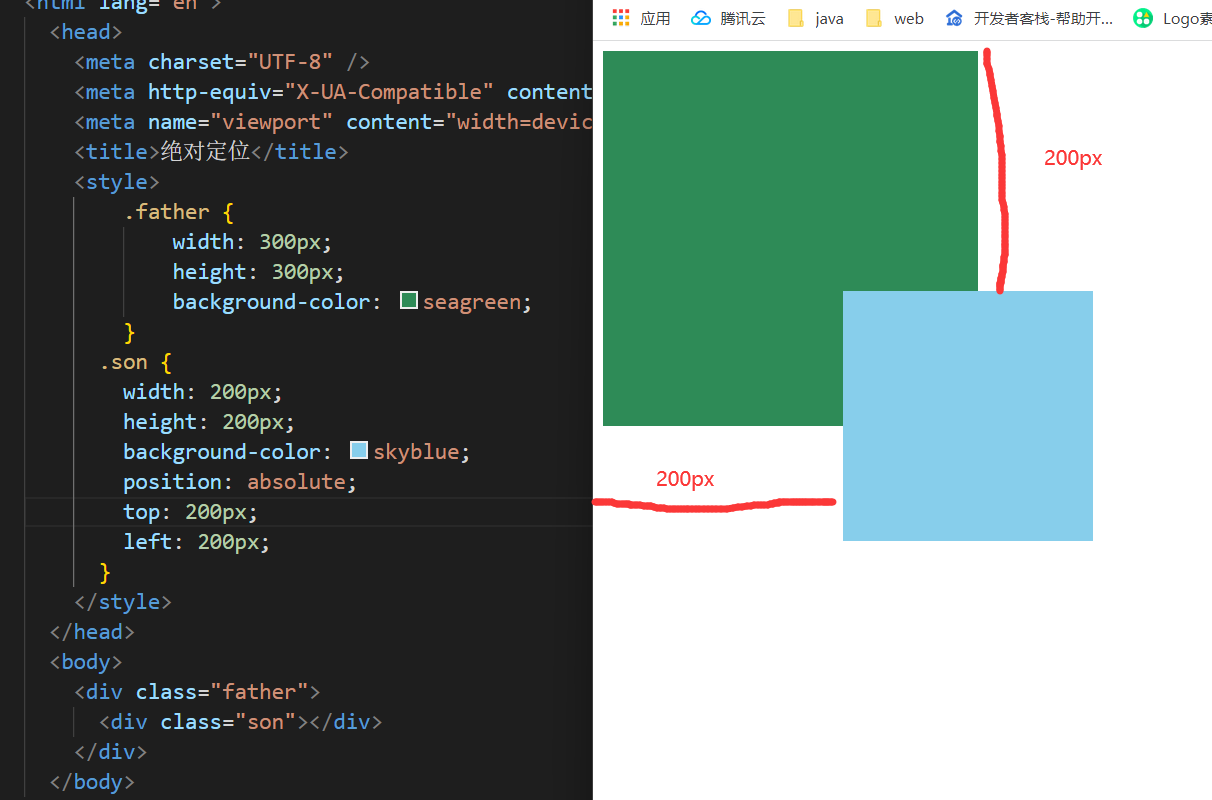 <html lang="en">
<head>
<meta charset="UTF-8" />
<meta http-equiv="X-UA-Compatible" content
<meta name="viewport" content="width=devic
<title>绝对定位</title>
<style>
.father {
width: 300px;
height: 300px;
background-color: seagreen;
}
.son {
width: 200px;
height: 200px;
background-color: skyblue;
position: absolute;
top: 200px;
left: 200px;
}
</style>
</head>
<body>
<div class="father">
<div class="son"></div>
</div>
</body>
应用 腾讯云 java web 开发者客栈-帮助开... Logo素
200px
200px